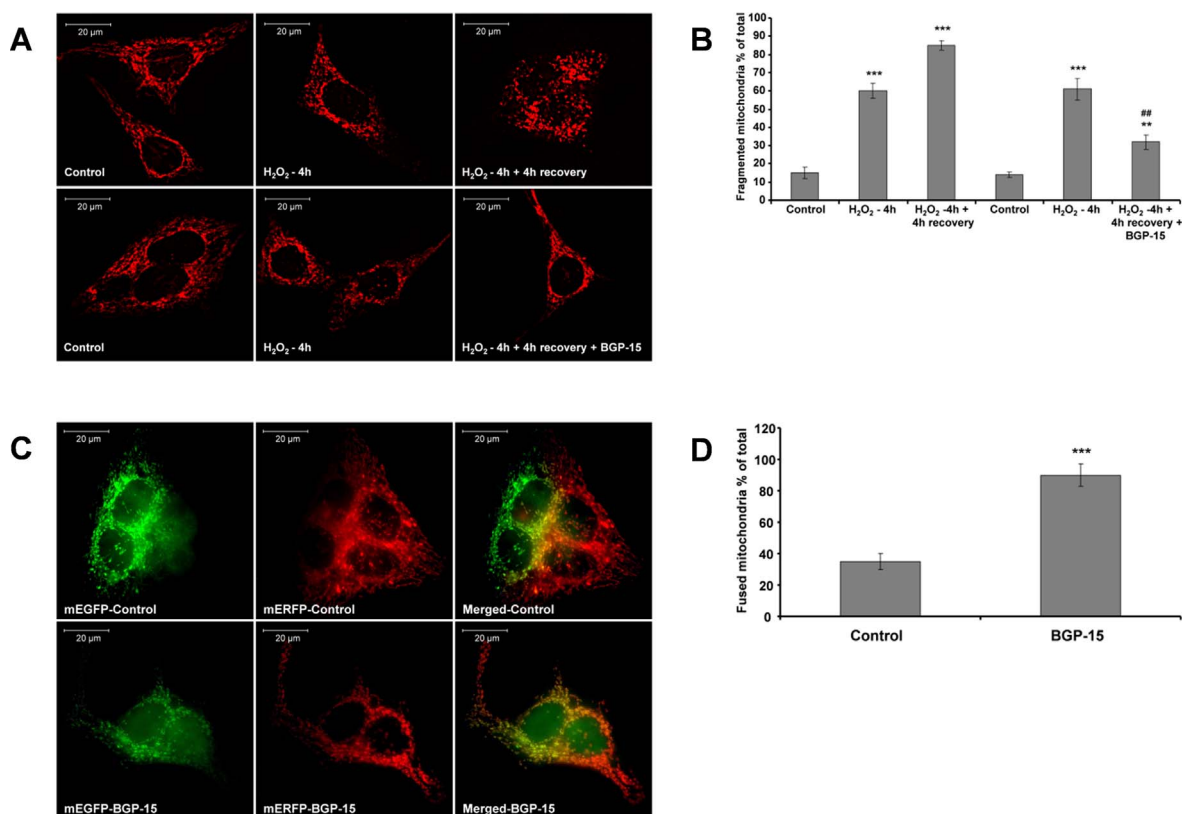 A
20 µm
20 µm
20 µm
Control
H₂O₂ - 4h
H₂O₂ - 4h + 4h recovery
20 µm
20 µm
20 µm
Control
H₂O₂ - 4h
H₂O₂ - 4h + 4h recovery + BGP-15
B
Fragmented mitochondria % of total
100
90
80
70
60
50
40
30
20
10
0
***
***
***
##
**
Control
H₂O₂ - 4h
H₂O₂ -4h +
4h recovery
Control
H₂O₂ - 4h
H₂O₂ -4h +
4h recovery +
BGP-15
C
20 µm
20 µm
20 µm
mEGFP-Control
mERFP-Control
Merged-Control
20 µm
20 µm
20 µm
mEGFP-BGP-15
mERFP-BGP-15
Merged-BGP-15
D
Fused mitochondria % of total
120
100
80
60
40
20
0
***
Control
BGP-15